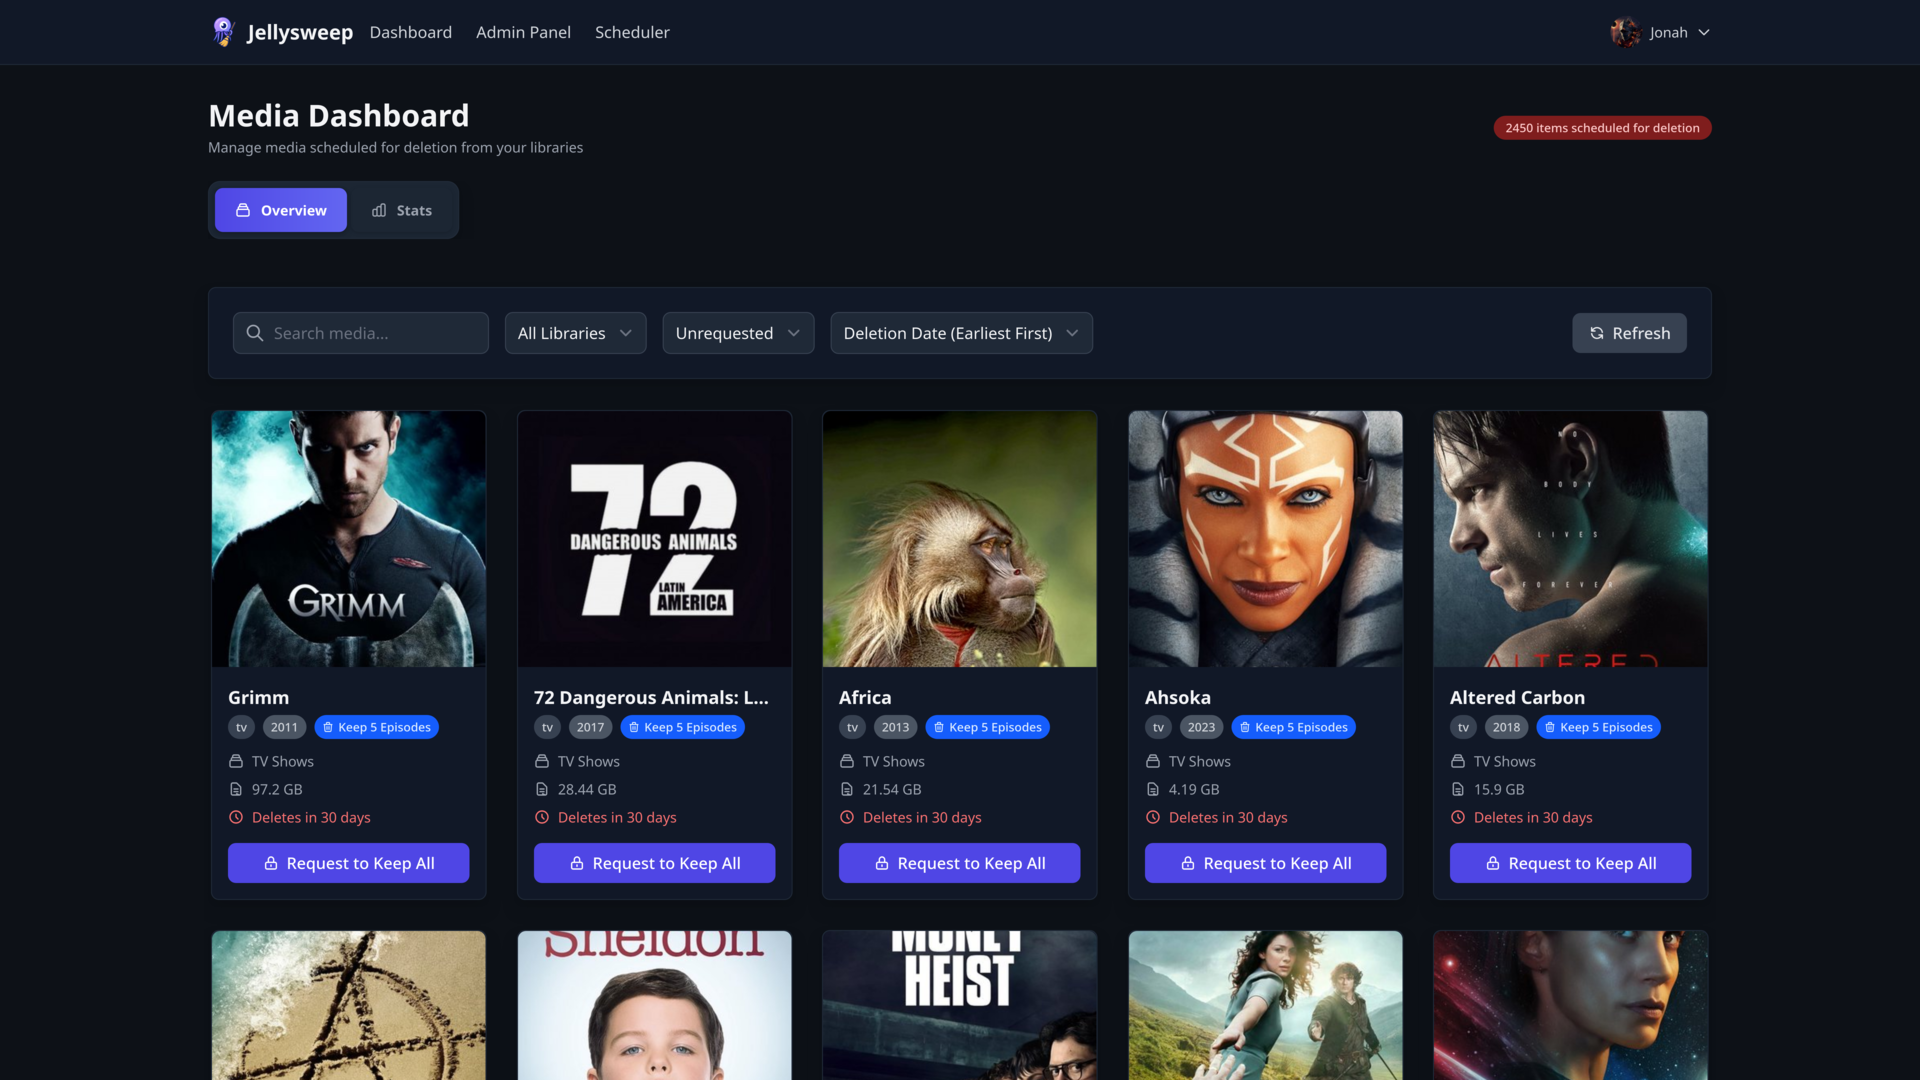 Jellysweep
Dashboard
Admin Panel
Scheduler
Jonah
Media Dashboard
Manage media scheduled for deletion from your libraries
2450 items scheduled for deletion
Overview
Stats
Search media...
All Libraries
Unrequested
Deletion Date (Earliest First)
Refresh
GRIMM
Grimm
tv 2011 Keep 5 Episodes
TV Shows
97.2 GB
Deletes in 30 days
Request to Keep All
72
DANGEROUS ANIMALS
LATIN
AMERICA
72 Dangerous Animals: L...
tv 2017 Keep 5 Episodes
TV Shows
28.44 GB
Deletes in 30 days
Request to Keep All
Africa
tv 2013 Keep 5 Episodes
TV Shows
21.54 GB
Deletes in 30 days
Request to Keep All
Ahsoka
tv 2023 Keep 5 Episodes
TV Shows
4.19 GB
Deletes in 30 days
Request to Keep All
NO
BODY
LIVES
FOREVER
ALTERED
Altered Carbon
tv 2018 Keep 5 Episodes
TV Shows
15.9 GB
Deletes in 30 days
Request to Keep All
Sheldon
MONEY
HEIST